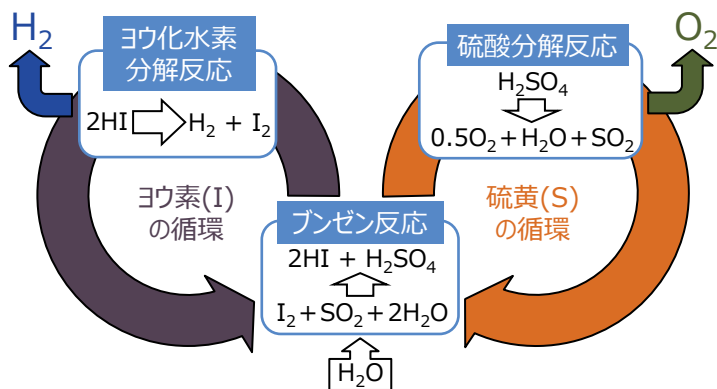 H₂
O₂
ヨウ化水素
分解反応
2HI H₂ + I₂
硫酸分解反応
H₂SO₄
0.5O₂+H₂O+SO₂
ヨウ素(I)
の循環
硫黄(S)
の循環
ブンゼン反応
2HI + H₂SO₄
I₂+SO₂+2H₂O
H₂O